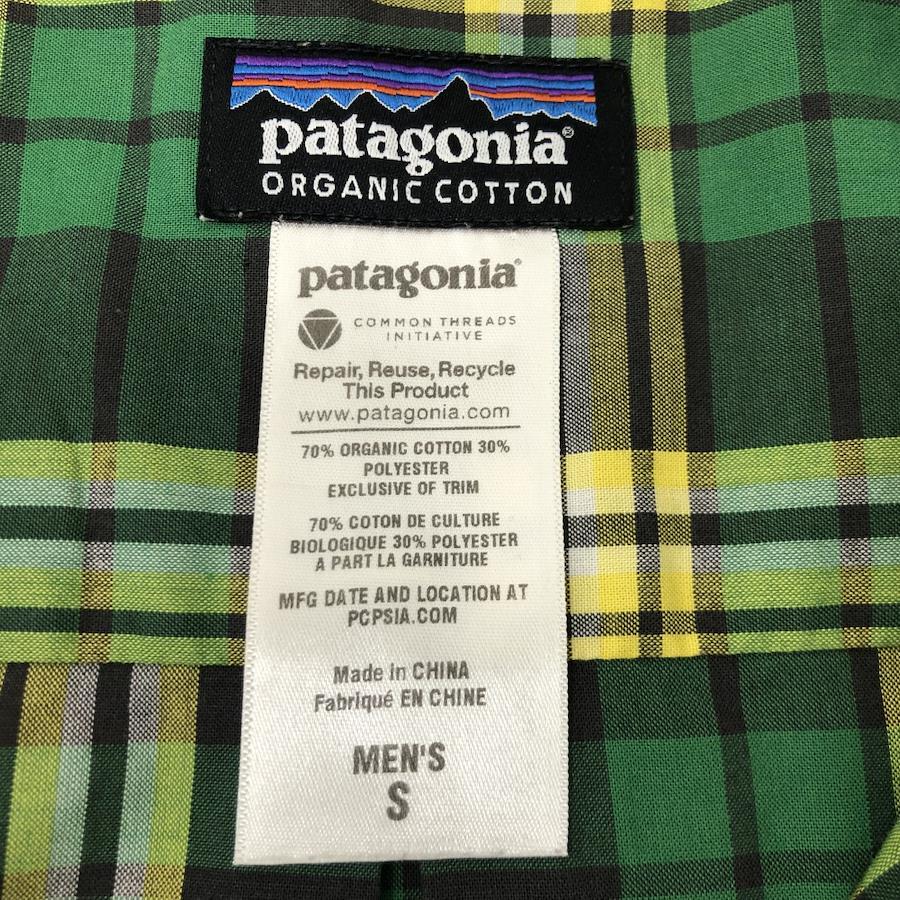 patagonia®
ORGANIC COTTON
patagonia®
COMMON THREADS
INITIATIVE
Repair, Reuse, Recycle
This Product
www.patagonia.com
70% ORGANIC COTTON 30%
POLYESTER
EXCLUSIVE OF TRIM
70% COTON DE CULTURE
BIOLOGIQUE 30% POLYESTER
A PART LA GARNITURE
MFG DATE AND LOCATION AT
PCPSIA.COM
Made in CHINA
Fabriqué EN CHINE
MEN'S
S